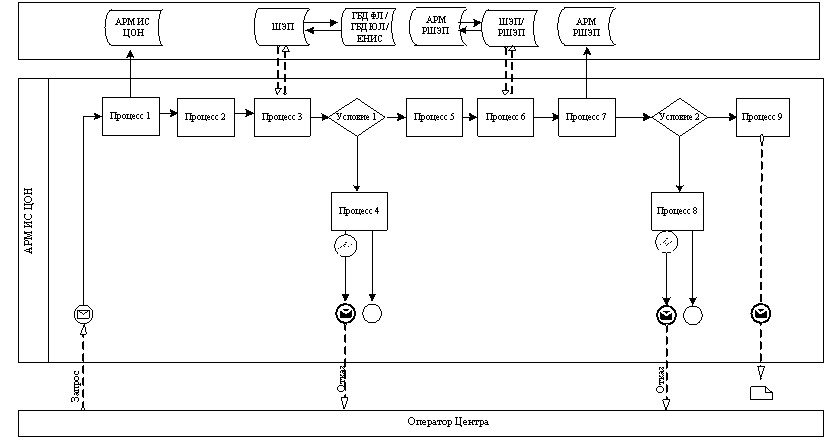 АРМ ИС
ЦОН
ШЭП
ГБД ФЛ /
ГБД ЮЛ /
ЕНИС
АРМ
РШЭП
ШЭП/
РШЭП
АРМ
РШЭП
Процесс 1
Процесс 2
Процесс 3
Условие 1
Процесс 5
Процесс 6
Процесс 7
Условие 2
Процесс 9
Процесс 4
Процесс 8
АРМ ИС ЦОН
Запрос
Отказ
Отказ
Оператор Центра